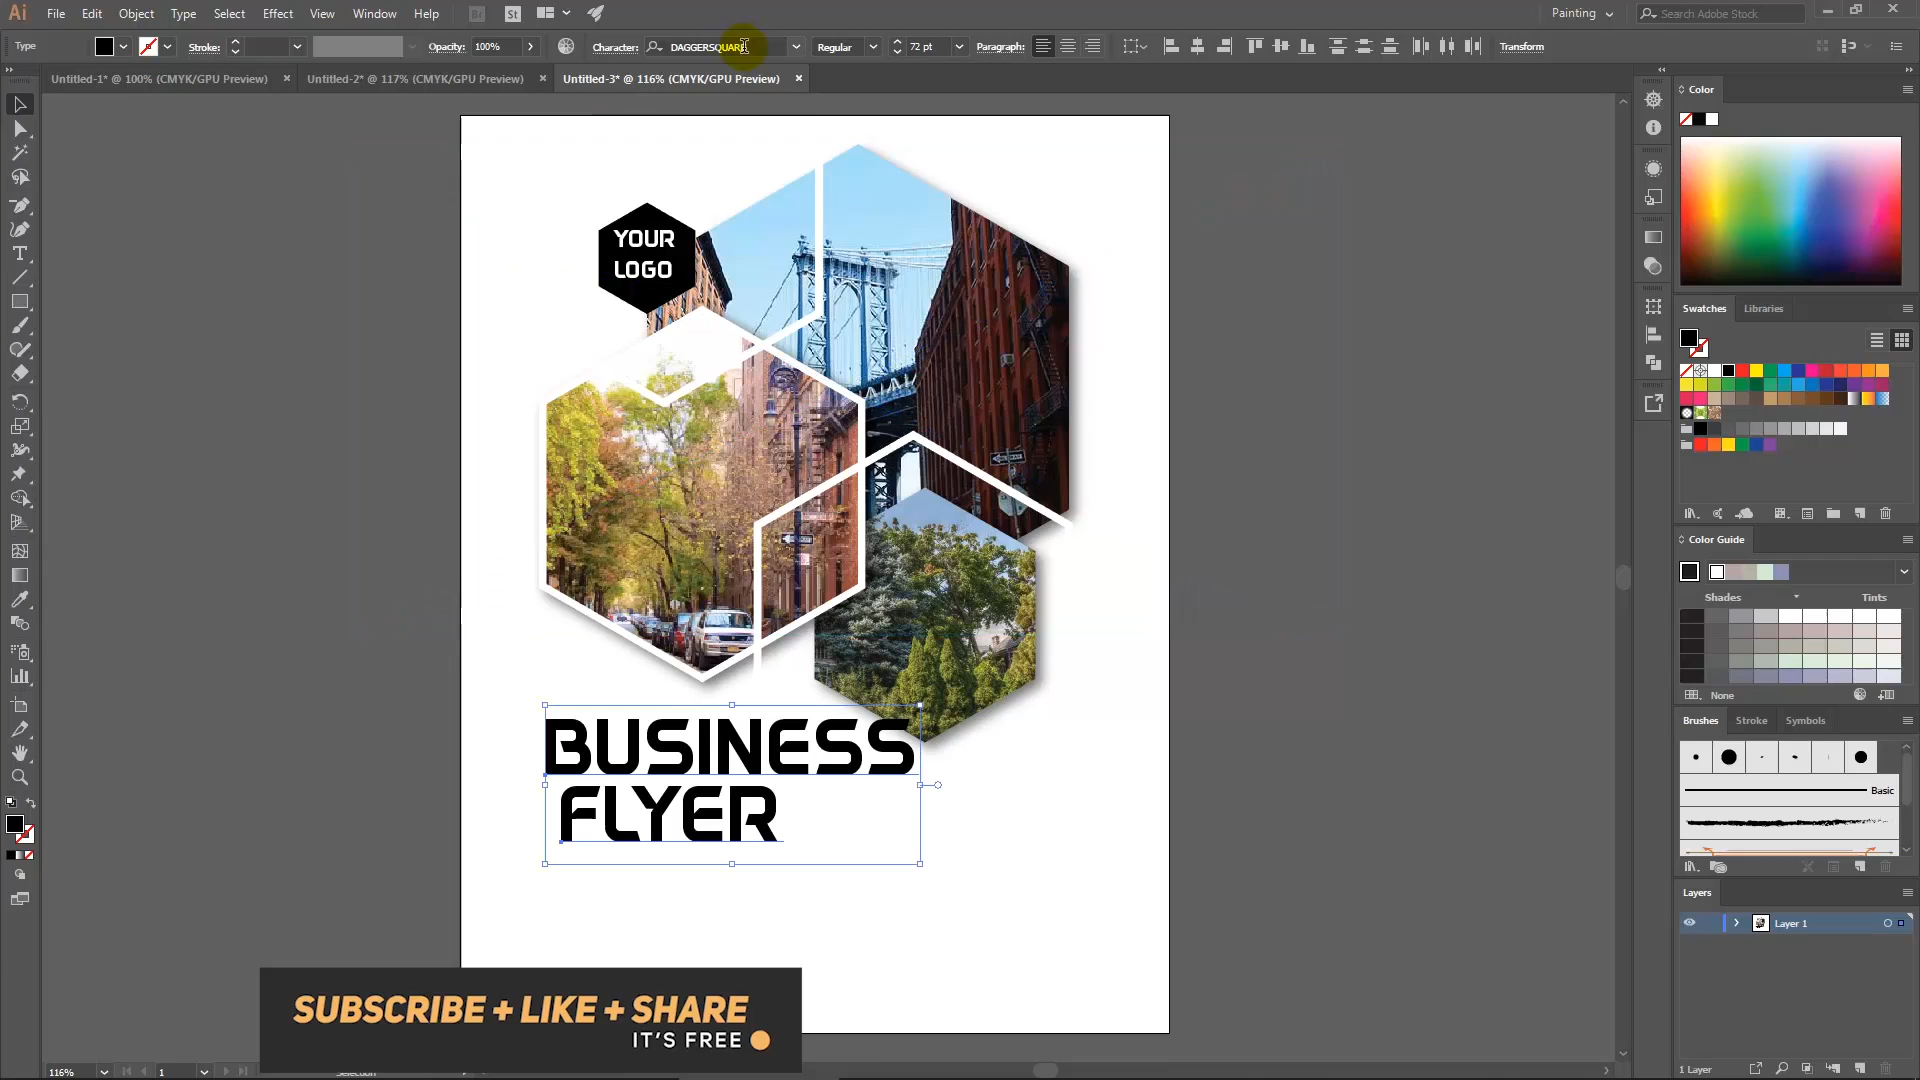 Ai File Edit Object Type Select Effect View Window Help Br St Painting Search Adobe Stock
Type Stroke: Opacity: 100% Character: DAGGERSQUARE Regular 72 pt Paragraph: Transform
Untitled-1* @ 100% (CMYK/GPU Preview) Untitled-2* @ 117% (CMYK/GPU Preview) Untitled-3* @ 116% (CMYK/GPU Preview)
Color
YOUR
LOGO
Swatches Libraries
Color Guide
Shades Tints
None
Brushes Stroke Symbols
Basic
BUSINESS
FLYER
Layers
Layer 1
SUBSCRIBE + LIKE + SHARE
IT'S FREE
116% 1 Selection
1 Layer